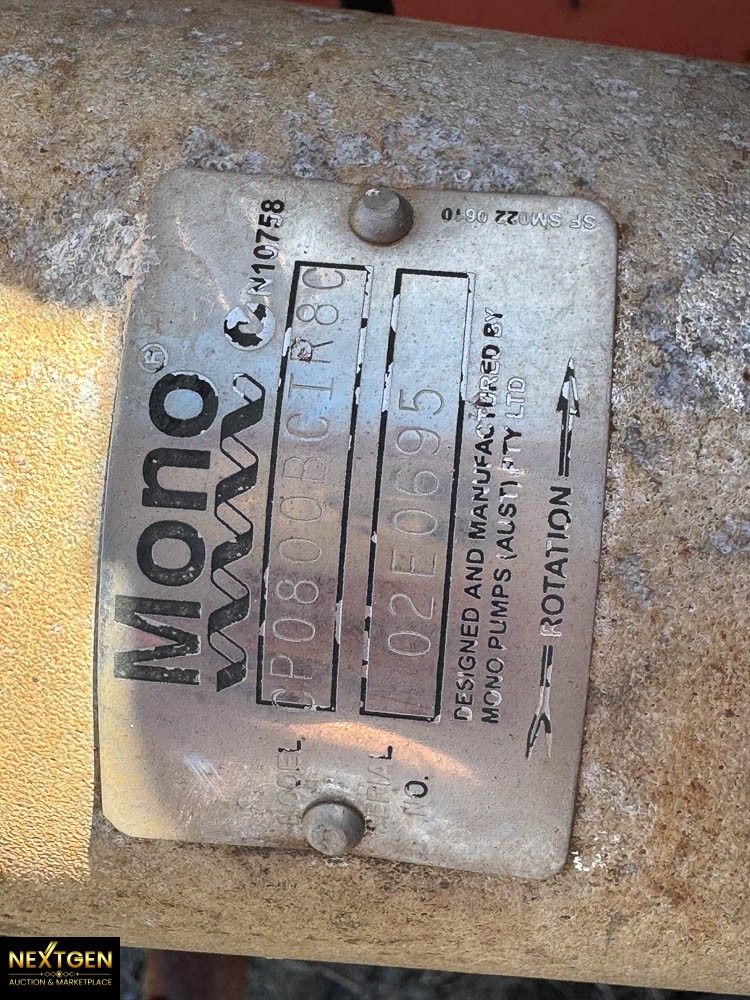 Mono®
N10758
MODEL CP0800BCIR8C
SERIAL NO. 02E0695
DESIGNED AND MANUFACTURED BY
MONO PUMPS (AUST) PTY LTD
ROTATION
SF SM022 0610
NEXTGEN
AUCTION & MARKETPLACE